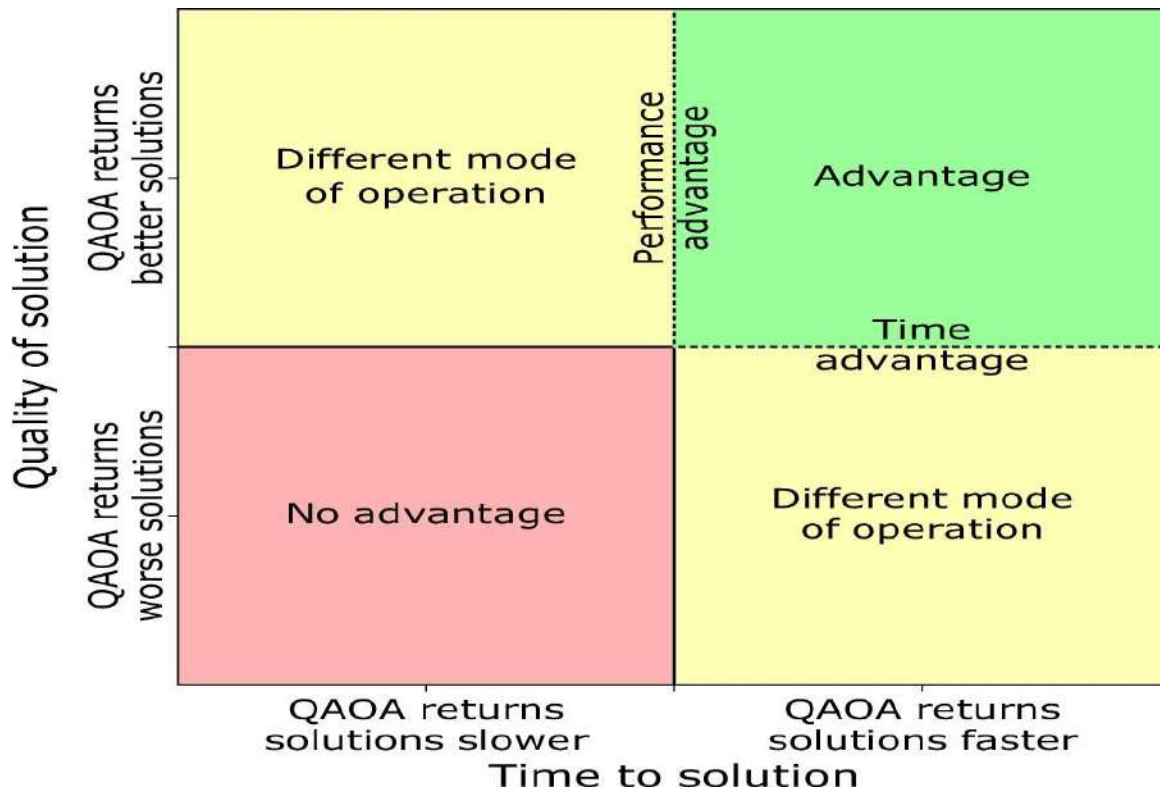 Quality of solution
QAOA returns
better solutions
QAOA returns
worse solutions
Different mode
of operation
Performance
advantage
Advantage
Time
advantage
No advantage
Different mode
of operation
QAOA returns
solutions slower
QAOA returns
solutions faster
Time to solution